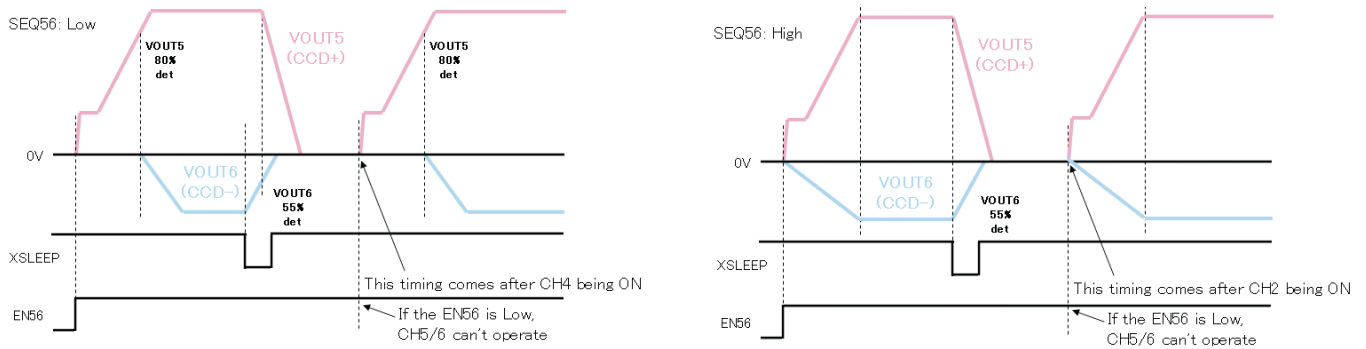 SEQ56: Low
VOUT5
80%
det
VOUT5
(CCD+)
VOUT5
80%
det
0V
VOUT6
(CCD−)
VOUT6
55%
det
XSLEEP
This timing comes after CH4 being ON
EN56
If the EN56 is Low,
CH5/6 can't operate
SEQ56: High
VOUT5
(CCD+)
0V
VOUT6
(CCD−)
VOUT6
55%
det
XSLEEP
This timing comes after CH2 being ON
EN56
If the EN56 is Low,
CH5/6 can't operate